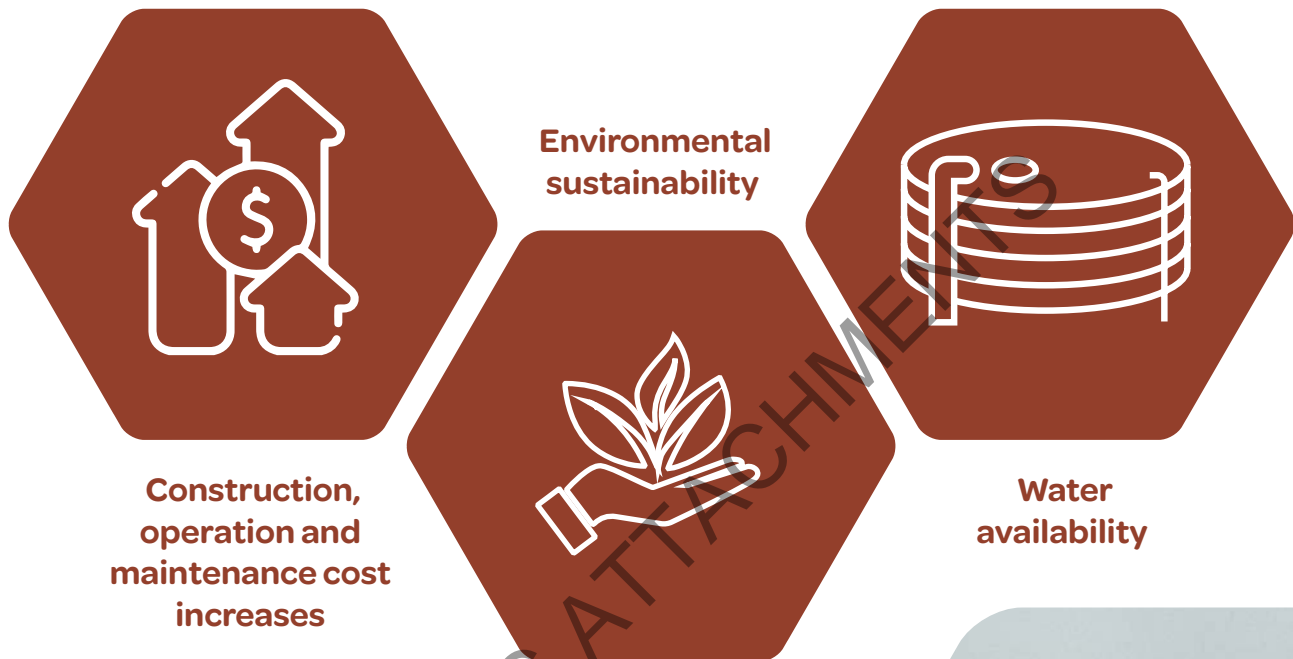 Environmental
sustainability
Construction,
operation and
maintenance cost
increases
Water
availability
$
ATTACHMENTS